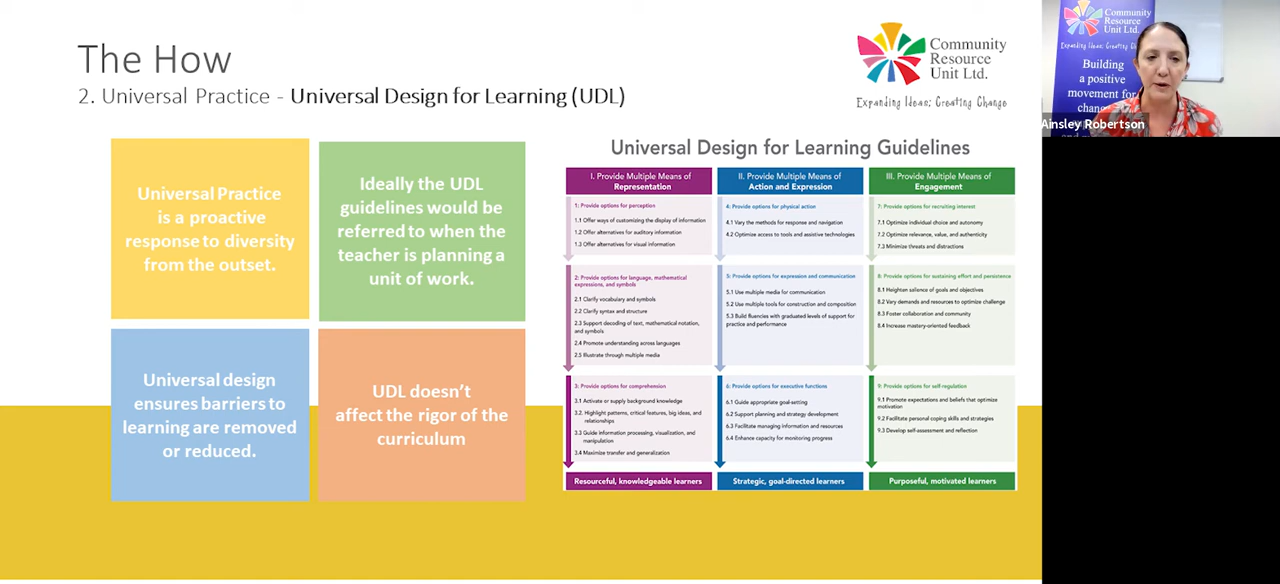 The How
2. Universal Practice - Universal Design for Learning (UDL)
Community
Resource
Unit Ltd.
Expanding Ideas; Creating Change
Universal Practice
is a proactive
response to diversity
from the outset.
Ideally the UDL
guidelines would be
referred to when the
teacher is planning a
unit of work.
Universal design
ensures barriers to
learning are removed
or reduced.
UDL doesn't
affect the rigor of the
curriculum
Universal Design for Learning Guidelines
I. Provide Multiple Means of
Representation
1: Provide options for perception
1.1 Offer ways of customizing the display of information
1.2 Offer alternatives for auditory information
1.3 Offer alternatives for visual information
2: Provide options for language, mathematical
expressions, and symbols
2.1 Clarify vocabulary and symbols
2.2 Clarify syntax and structure
2.3 Support decoding of text, mathematical notation,
and symbols
2.4 Promote understanding across languages
2.5 Illustrate through multiple media
3: Provide options for comprehension
3.1 Activate or supply background knowledge
3.2. Highlight patterns, critical features, big ideas, and
relationships
3.3 Guide information processing, visualization, and
manipulation
3.4 Maximize transfer and generalization
Resourceful, knowledgeable learners
II. Provide Multiple Means of
Action and Expression
4: Provide options for physical action
4.1 Vary the methods for response and navigation
4.2 Optimize access to tools and assistive technologies
5: Provide options for expression and communication
5.1 Use multiple media for communication
5.2 Use multiple tools for construction and composition
5.3 Build fluencies with graduated levels of support for
practice and performance
6: Provide options for executive functions
6.1 Guide appropriate goal-setting
6.2 Support planning and strategy development
6.3 Facilitate managing information and resources
6.4 Enhance capacity for monitoring progress
Strategic, goal-directed learners
III. Provide Multiple Means of
Engagement
7: Provide options for recruiting interest
7.1 Optimize individual choice and autonomy
7.2 Optimize relevance, value, and authenticity
7.3 Minimize threats and distractions
8: Provide options for sustaining effort and persistence
8.1 Heighten salience of goals and objectives
8.2 Vary demands and resources to optimize challenge
8.3 Foster collaboration and community
8.4 Increase mastery-oriented feedback
9: Provide options for self-regulation
9.1 Promote expectations and beliefs that optimize
motivation
9.2 Facilitate personal coping skills and strategies
9.3 Develop self-assessment and reflection
Purposeful, motivated learners
Community
Resource
Unit Ltd.
Expanding Ideas; Creating
Building
a positive
movement for
Ainsley Robertson